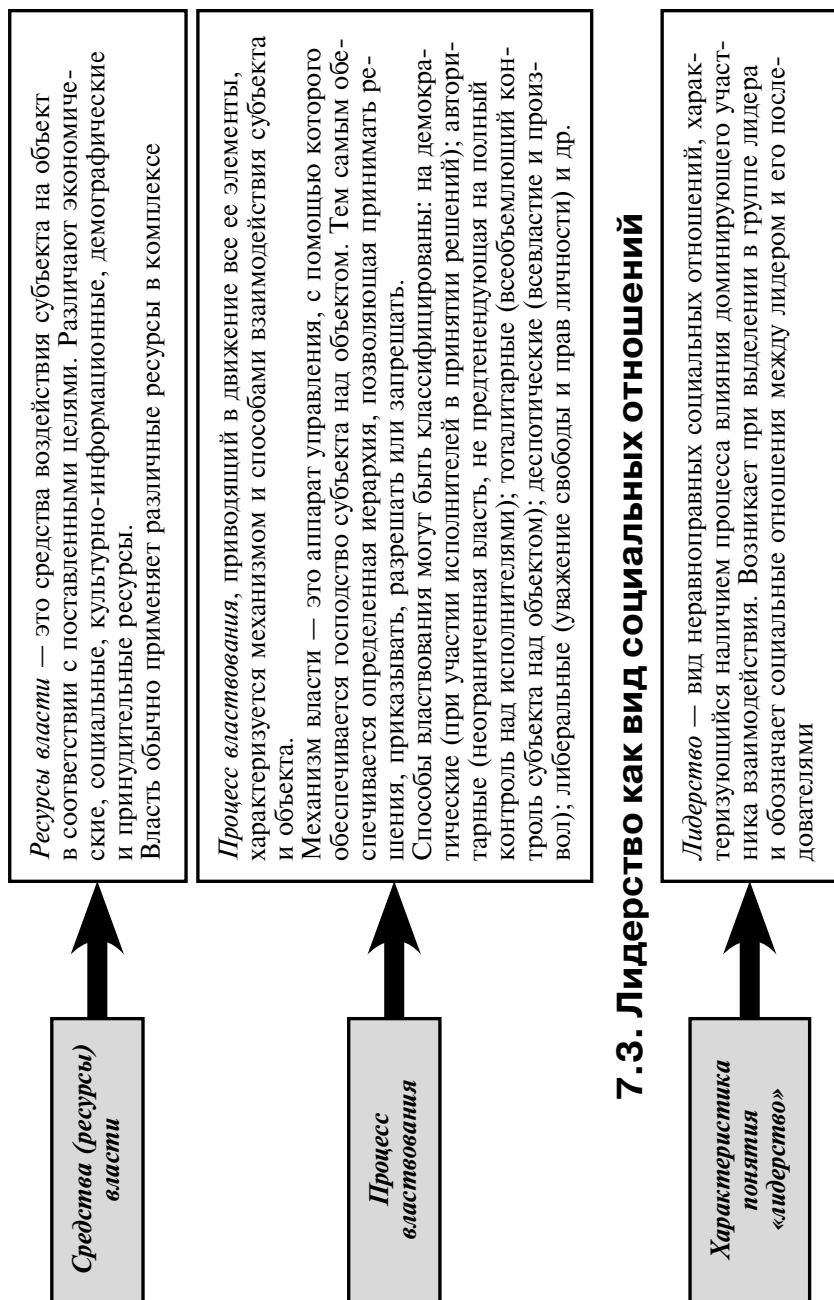 Средства (ресурсы)
власти
Ресурсы власти — это средства воздействия субъекта на объект
в соответствии с поставленными целями. Различают экономиче-
ские, социальные, культурно-информационные, демографические
и принудительные ресурсы.
Власть обычно применяет различные ресурсы в комплексе
Процесс
властвования
Процесс властвования, приводящий в движение все ее элементы,
характеризуется механизмом и способами взаимодействия субъекта
и объекта.
Механизм власти — это аппарат управления, с помощью которого
обеспечивается господство субъекта над объектом. Тем самым обе-
спечивается определенная иерархия, позволяющая принимать ре-
шения, приказывать, разрешать или запрещать.
Способы властвования могут быть классифицированы: на демокра-
тические (при участии исполнителей в принятии решений); автори-
тарные (неограниченная власть, не предтенендующая на полный
контроль над исполнителями); тоталитарные (всеобъемлющий кон-
троль субъекта над объектом); деспотические (всевластие и произ-
вол); либеральные (уважение свободы и прав личности) и др.
7.3. Лидерство как вид социальных отношений
Характеристика
понятия
«лидерство»
Лидерство — вид неравноправных социальных отношений, харак-
теризующийся наличием процесса влияния доминирующего участ-
ника взаимодействия. Возникает при выделении в группе лидера
и обозначает социальные отношения между лидером и его после-
дователями